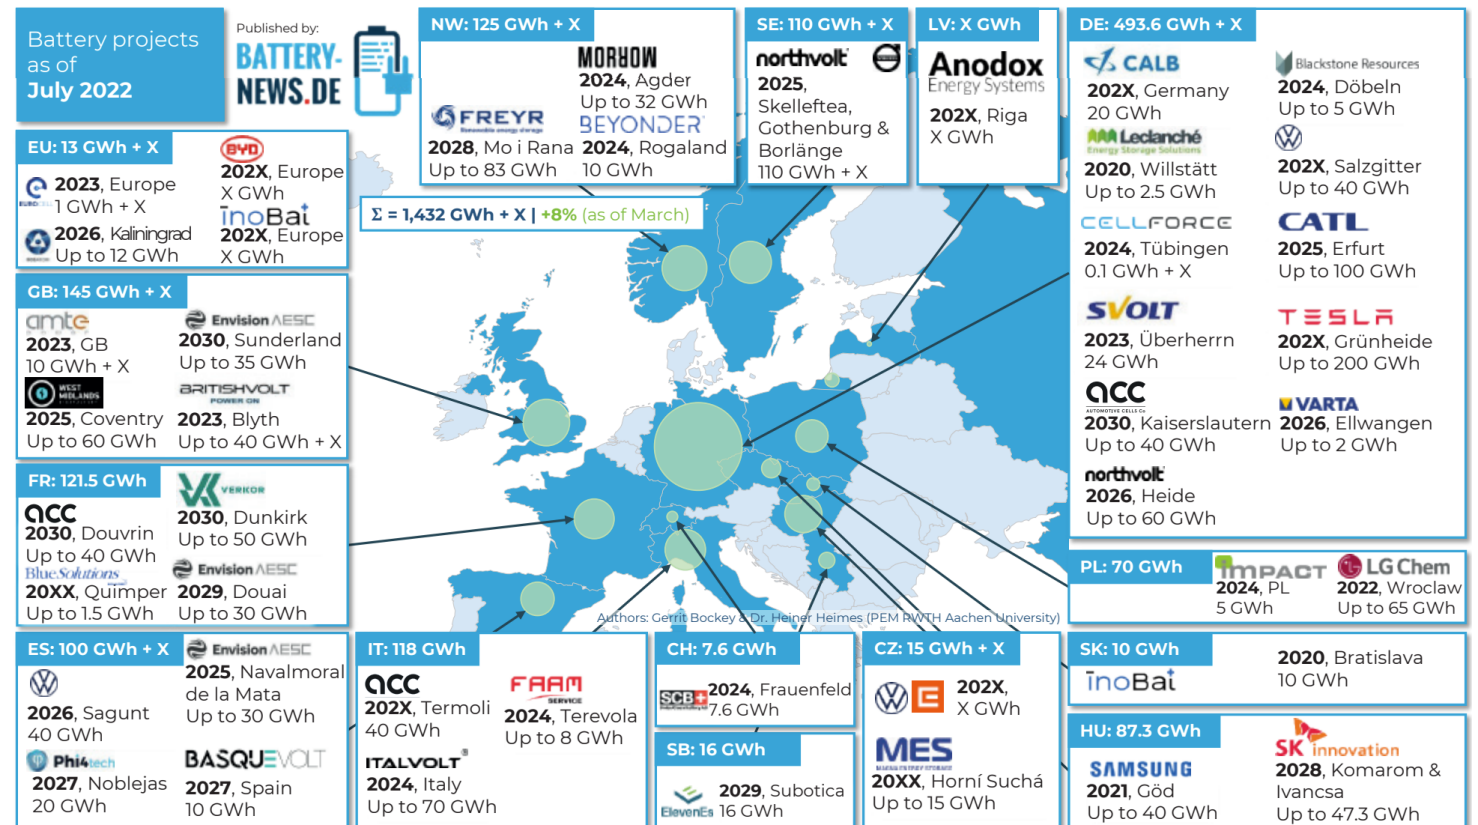 Battery projects
as of
July 2022
Published by:
BATTERY-
NEWS.DE
NW: 125 GWh + X
FREYR
2028, Mo i Rana
Up to 83 GWh
MORROW
2024, Agder
Up to 32 GWh
BEYONDER
2024, Rogaland
10 GWh
SE: 110 GWh + X
northvolt
2025,
Skelleftea,
Gothenburg &
Borlänge
110 GWh + X
LV: X GWh
Anodox
Energy Systems
202X, Riga
X GWh
DE: 493.6 GWh + X
CALB
202X, Germany
20 GWh
Leclanché
Energy Storage Solutions
2020, Willstätt
Up to 2.5 GWh
CELLFORCE
2024, Tübingen
0.1 GWh + X
SVOLT
2023, Überherrn
24 GWh
acc
AUTOMOTIVE CELLS Co
2030, Kaiserslautern
Up to 40 GWh
northvolt
2026, Heide
Up to 60 GWh
Blackstone Resources
2024, Döbeln
Up to 5 GWh
202X, Salzgitter
Up to 40 GWh
CATL
2025, Erfurt
Up to 100 GWh
TESLA
202X, Grünheide
Up to 200 GWh
VARTA
2026, Ellwangen
Up to 2 GWh
EU: 13 GWh + X
2023, Europe
1 GWh + X
2026, Kaliningrad
Up to 12 GWh
BYD
202X, Europe
X GWh
inoBat
202X, Europe
X GWh
Σ = 1,432 GWh + X | +8% (as of March)
GB: 145 GWh + X
amte
POWER
2023, GB
10 GWh + X
WEST
MIDLANDS
2025, Coventry
Up to 60 GWh
Envision AESC
2030, Sunderland
Up to 35 GWh
BRITISHVOLT
POWER ON
2023, Blyth
Up to 40 GWh + X
FR: 121.5 GWh
acc
2030, Douvrin
Up to 40 GWh
BlueSolutions
20XX, Quimper
Up to 1.5 GWh
VERKOR
2030, Dunkirk
Up to 50 GWh
Envision AESC
2029, Douai
Up to 30 GWh
Authors: Gerrit Bockey & Dr. Heiner Heimes (PEM RWTH Aachen University)
PL: 70 GWh
IMPACT
2024, PL
5 GWh
LG Chem
2022, Wroclaw
Up to 65 GWh
ES: 100 GWh + X
2026, Sagunt
40 GWh
Phi4tech
2027, Noblejas
20 GWh
Envision AESC
2025, Navalmoral
de la Mata
Up to 30 GWh
BASQUEVOLT
2027, Spain
10 GWh
IT: 118 GWh
acc
202X, Termoli
40 GWh
ITALVOLT
2024, Italy
Up to 70 GWh
FAAM
SERVICE
2024, Terevola
Up to 8 GWh
CH: 7.6 GWh
SCB
2024, Frauenfeld
7.6 GWh
SB: 16 GWh
ElevenEs
2029, Subotica
16 GWh
CZ: 15 GWh + X
202X,
X GWh
MES
20XX, Horní Suchá
Up to 15 GWh
SK: 10 GWh
inoBat
2020, Bratislava
10 GWh
HU: 87.3 GWh
SAMSUNG
2021, Göd
Up to 40 GWh
SK innovation
2028, Komarom &
Ivancsa
Up to 47.3 GWh